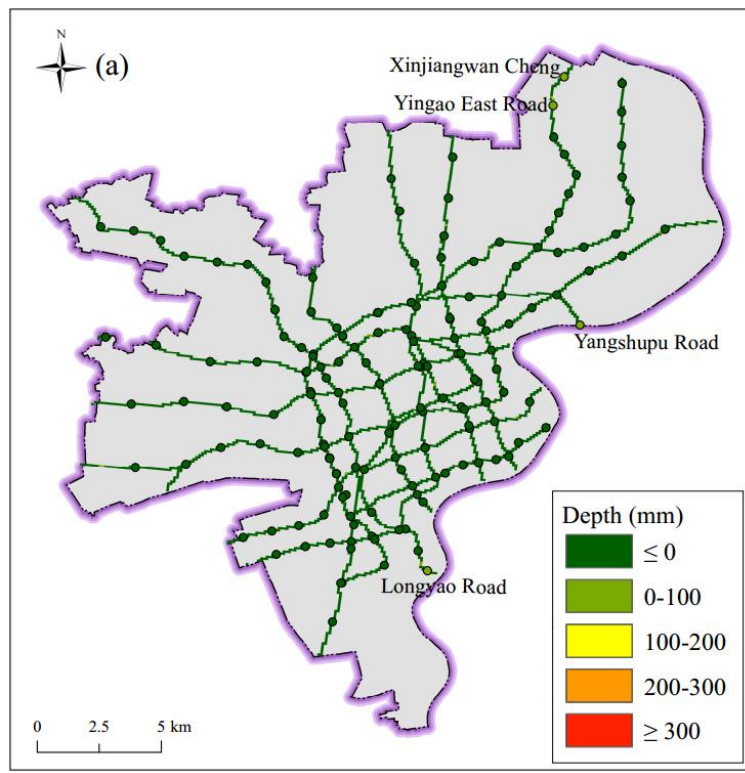 N
(a)
Xinjiangwan Cheng
Yingao East Road
Yangshupu Road
Longyao Road
Depth (mm)
≤ 0
0-100
100-200
200-300
≥ 300
0 2.5 5 km